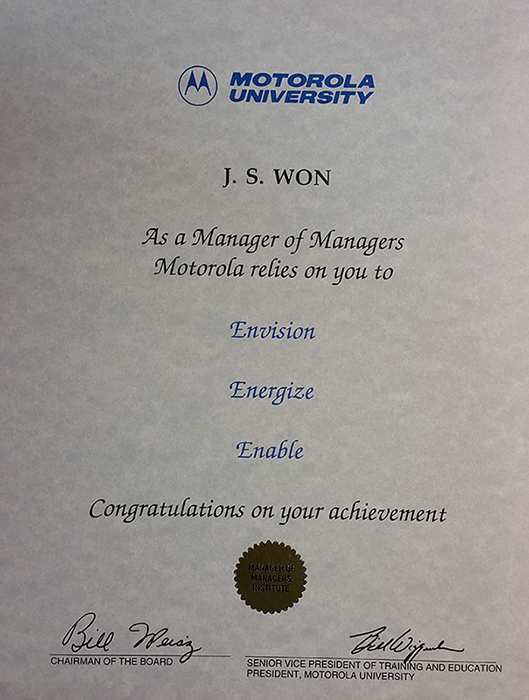 MOTOROLA
UNIVERSITY
J. S. WON
As a Manager of Managers
Motorola relies on you to
Envision
Energize
Enable
Congratulations on your achievement
MANAGER OF
MANAGERS
INSTITUTE
Bill
CHAIRMAN OF THE BOARD
SENIOR VICE PRESIDENT OF TRAINING AND EDUCATION
PRESIDENT, MOTOROLA UNIVERSITY